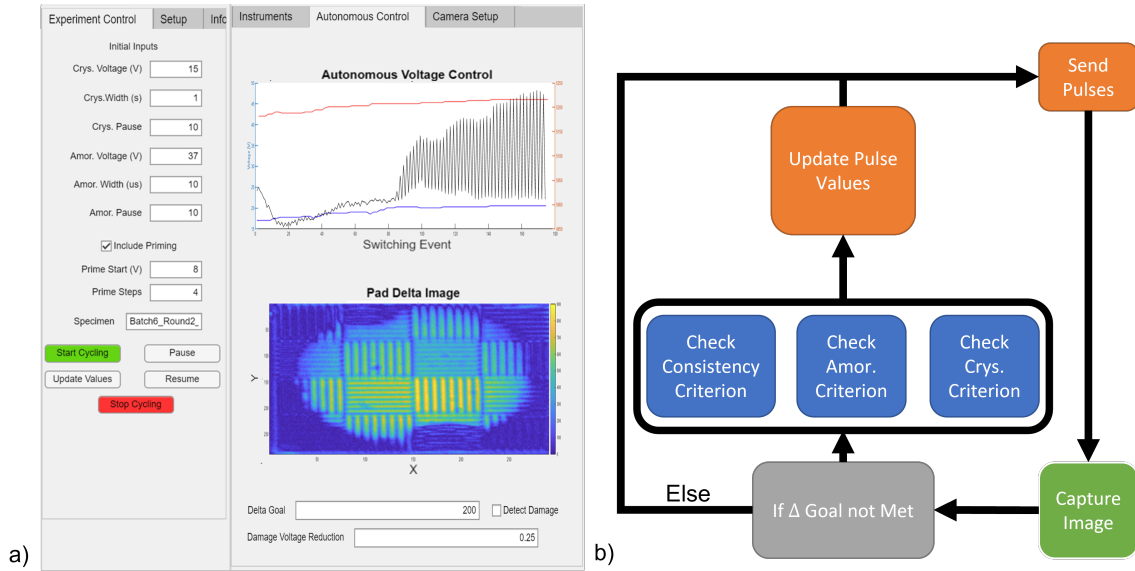 Experiment Control
Setup
Info
Initial Inputs
Crys. Voltage (V) 15
Crys.Width (s) 1
Crys. Pause 10
Amor. Voltage (V) 37
Amor. Width (us) 10
Amor. Pause 10
Include Priming
Prime Start (V) 8
Prime Steps 4
Specimen Batch6_Round2_
Start Cycling
Pause
Update Values
Resume
Stop Cycling
a)
Instruments
Autonomous Control
Camera Setup
Autonomous Voltage Control
Voltage (V)
Switching Event
Pad Delta Image
Y
X
Delta Goal 200
Detect Damage
Damage Voltage Reduction 0.25
b)
Send
Pulses
Update Pulse
Values
Check
Consistency
Criterion
Check
Amor.
Criterion
Check
Crys.
Criterion
Else
If Δ Goal not Met
Capture
Image